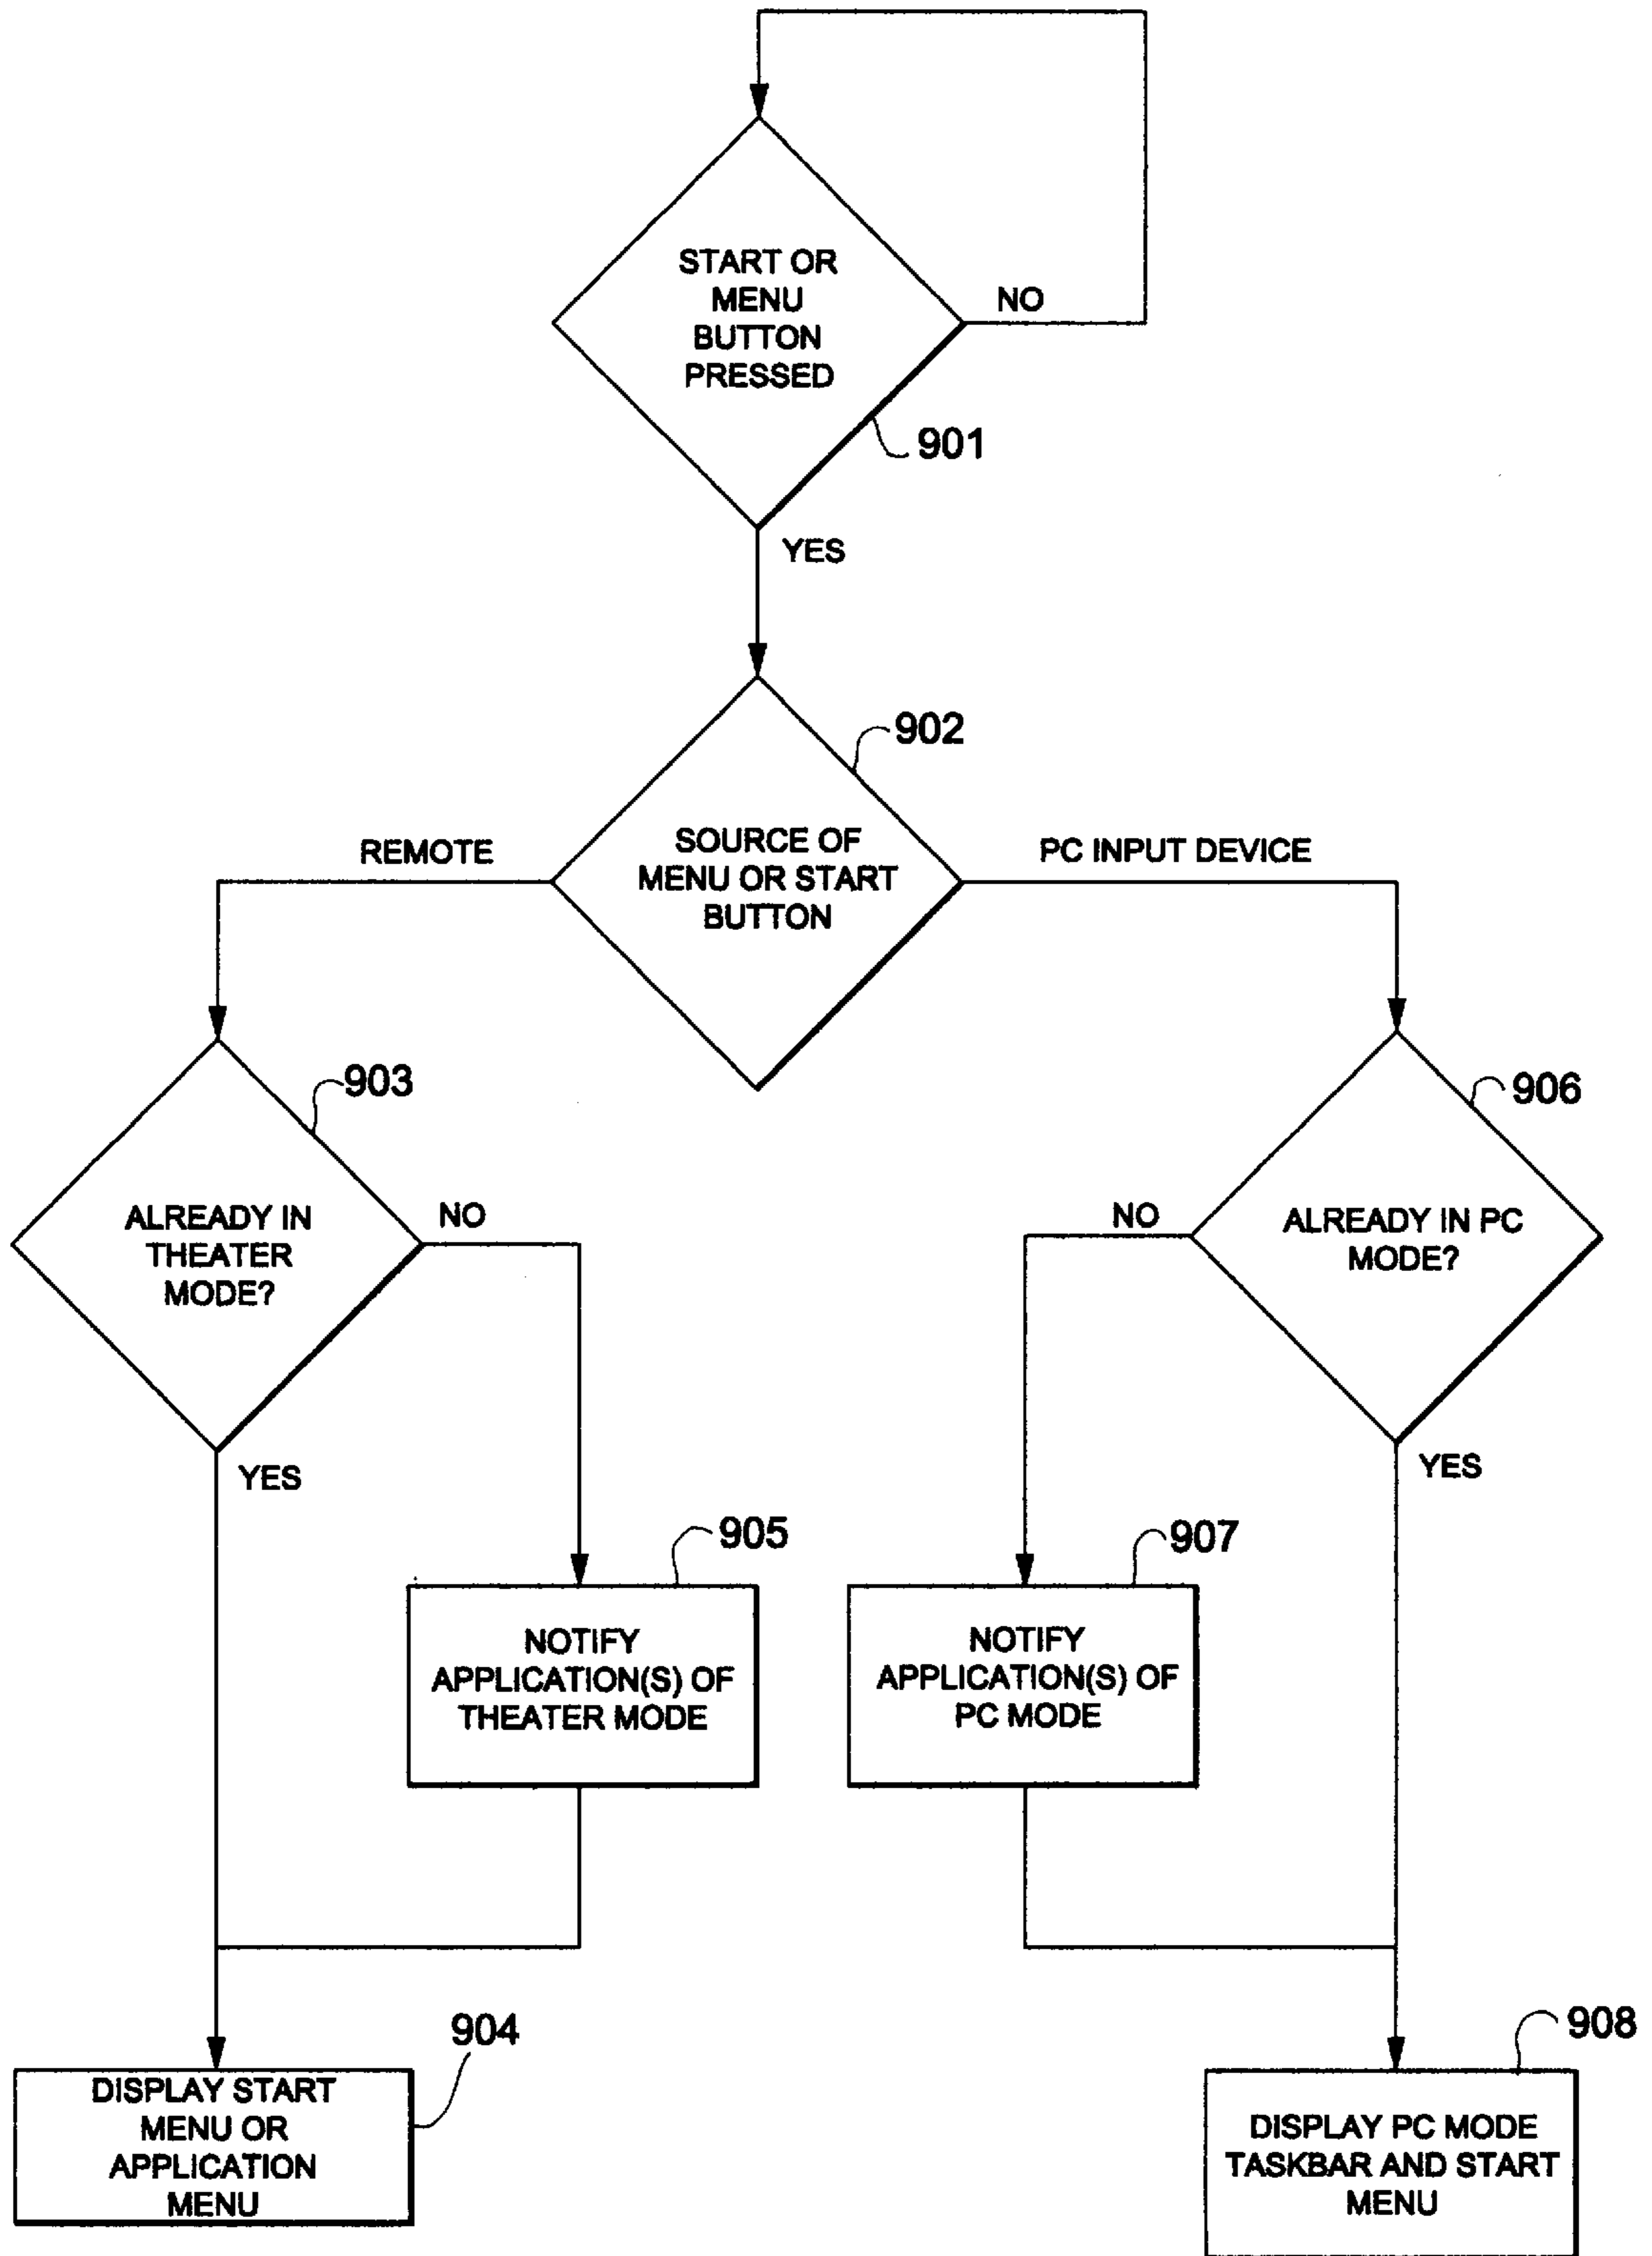 START OR
MENU
BUTTON
PRESSED
NO
901
YES
902
SOURCE OF
MENU OR START
BUTTON
REMOTE
PC INPUT DEVICE
903
ALREADY IN
THEATER
MODE?
NO
YES
906
ALREADY IN PC
MODE?
NO
YES
905
NOTIFY
APPLICATION(S) OF
THEATER MODE
907
NOTIFY
APPLICATION(S) OF
PC MODE
904
DISPLAY START
MENU OR
APPLICATION
MENU
908
DISPLAY PC MODE
TASKBAR AND START
MENU